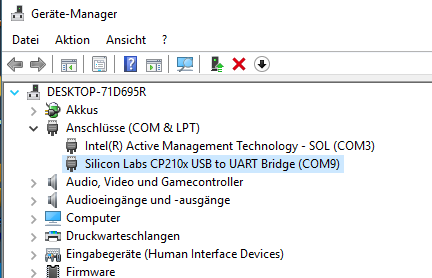 Geräte-Manager
Datei Aktion Ansicht ?
DESKTOP-71D695R
Akkus
Anschlüsse (COM & LPT)
Intel(R) Active Management Technology - SOL (COM3)
Silicon Labs CP210x USB to UART Bridge (COM9)
Audio, Video und Gamecontroller
Audioeingänge und -ausgänge
Computer
Druckwarteschlangen
Eingabegeräte (Human Interface Devices)
Firmware